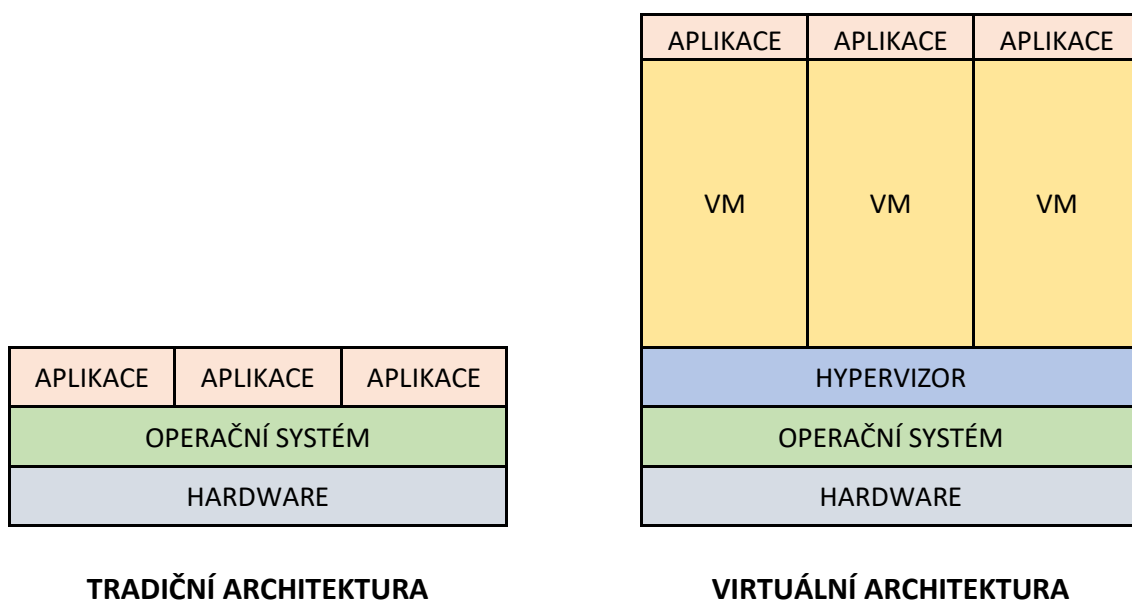 APLIKACE APLIKACE APLIKACE
VM VM VM
APLIKACE APLIKACE APLIKACE
HYPERVIZOR
OPERAČNÍ SYSTÉM
OPERAČNÍ SYSTÉM
HARDWARE
HARDWARE
TRADIČNÍ ARCHITEKTURA
VIRTUÁLNÍ ARCHITEKTURA